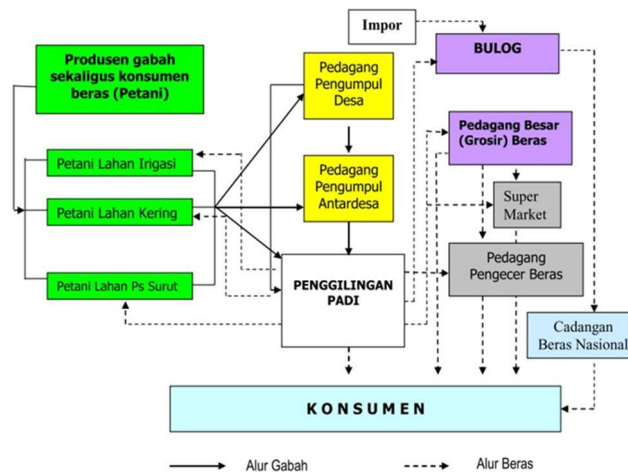 Impor
Produsen gabah
sekaligus konsumen
beras (Petani)
Pedagang
Pengumpul
Desa
BULOG
Pedagang Besar
(Grosir) Beras
Petani Lahan Irigasi
Pedagang
Pengumpul
Antardesa
Super
Market
Petani Lahan Kering
PENGGILINGAN
PADI
Pedagang
Pengecer Beras
Petani Lahan Ps Surut
Cadangan
Beras Nasional
KONSUMEN
Alur Gabah
Alur Beras